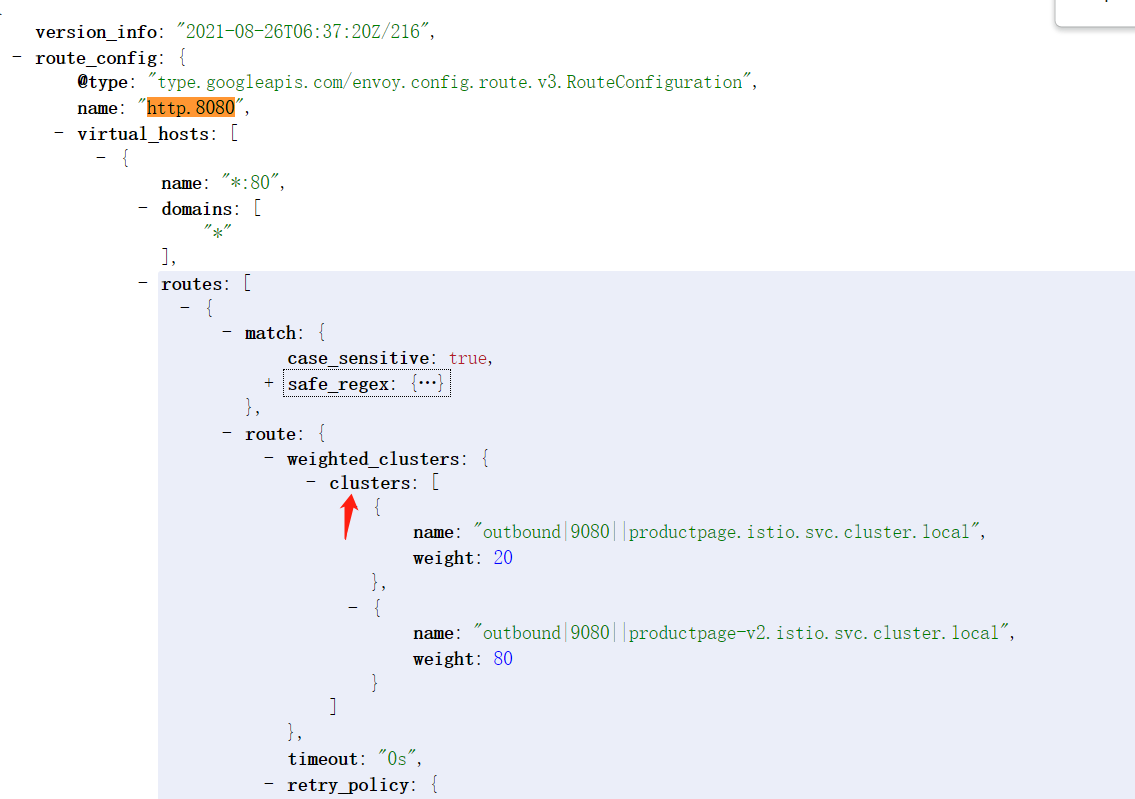 version_info: "2021-08-26T06:37:20Z/216",
- route_config: {
@type: "type.googleapis.com/envoy.config.route.v3.RouteConfiguration",
name: "http.8080",
- virtual_hosts: [
- {
name: "*:80",
- domains: [
"*"
],
- routes: [
- {
- match: {
case_sensitive: true,
+ safe_regex: {…}
},
- route: {
- weighted_clusters: {
- clusters: [
{
name: "outbound|9080||productpage.istio.svc.cluster.local",
weight: 20
},
- {
name: "outbound|9080||productpage-v2.istio.svc.cluster.local",
weight: 80
}
]
},
timeout: "0s",
- retry_policy: {